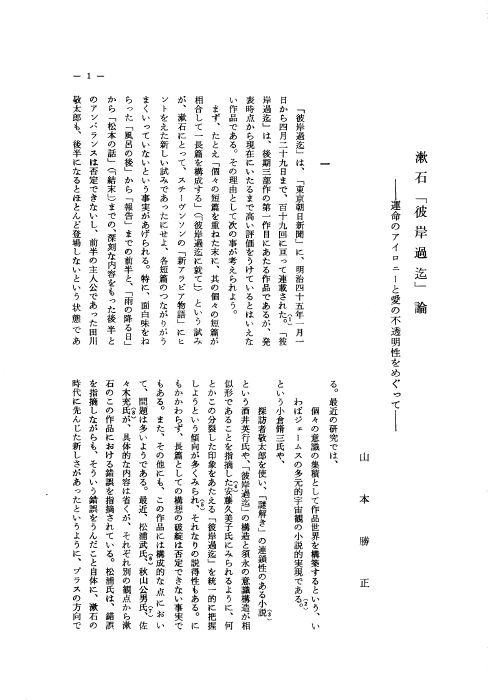 漱石「彼岸過迄」論
――運命のアイロニーと愛の不透明性をめぐって――
山本勝正
一
「彼岸過迄」は、「東京朝日新聞」に、明治四十五年一月一
日から四月二十九日まで、百十九回に亘って連載された。(1)「彼
岸過迄」は、後期三部作の第一作目にあたる作品であるが、発
表時点から現在にいたるまで高い評価をうけているとはいえな
い作品である。その理由として次の事が考えられよう。
まず、たとえ「個々の短篇を重ねた末に、其の個々の短篇が
相合して一長篇を構成する」(「彼岸過迄に就て」)という試み
が、漱石にとって、スチーヴンソンの「新アラビア物語」にヒ
ントをえた新しい試みであったにせよ、各短篇のつながりがう
まくいっていないという事実があげられる。特に、面白味をね
らった「風呂の後」から「報告」までの前半と、「雨の降る日」
から「松本の話」(「結末」)までの、深刻な内容をもった後半と
のアンバランスは否定できないし、前半の主人公であった田川
敬太郎も、後半になるとほとんど登場しないという状態であ
る。最近の研究では、
個々の意識の集積として作品世界を構築するという、い
わばジェームスの多元的宇宙観の小説的実現である。(2)
という小倉脩三氏や、
探訪者敬太郎を使い、「謎解き」の連鎖性のある小説(3)
という酒井英行氏や、「彼岸過迄」の構造と須永の意識構造が相
似形であることを指摘した安藤久美子氏にみられるように、何(4)
とかこの分裂した印象をあたえる「彼岸過迄」を統一的に把握
しようという傾向が多くみられ、それなりの説得性もある。に(5)
もかかわらず、長篇としての構想の破綻は否定できない事実で
もある。また、その他にも、この作品には構成的な点におい
て、問題は多いようである。最近、松浦武氏、秋山公男氏、佐(6)(7)
々木充氏が、具体的な内容は省くが、それぞれ別の観点から漱(8)
石のこの作品における錯誤を指摘されている。松浦氏は、錯誤
を指摘しながらも、そういう錯誤をうんだこと自体に、漱石の
時代に先んじた新しさがあったというように、プラスの方向で
― 1 ―